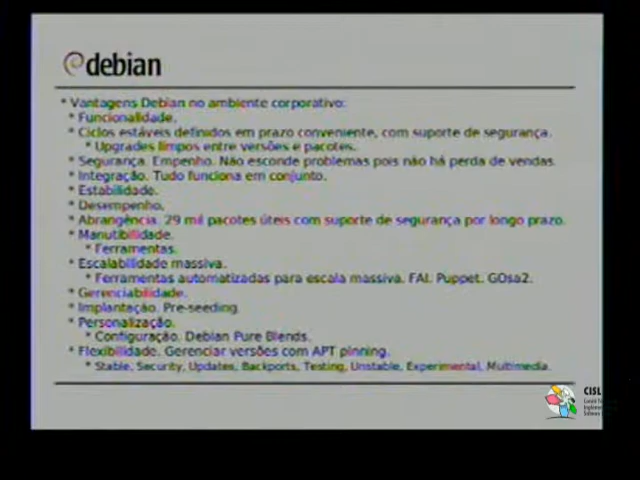 debian
* Vantagens Debian no ambiente corporativo:
* Funcionalidade.
* Ciclos estáveis definidos em prazo conveniente, com suporte de segurança.
* Upgrades limpos entre versões e pacotes.
* Segurança. Empenho. Não esconde problemas pois não há perda de vendas.
* Integração. Tudo funciona em conjunto.
* Estabilidade.
* Desempenho.
* Abrangência. 29 mil pacotes úteis com suporte de segurança por longo prazo.
* Manutibilidade.
* Ferramentas.
* Escalabilidade massiva.
* Ferramentas automatizadas para escala massiva. FAI. Puppet. GOsa2.
* Gerenciabilidade.
* Implantação. Pre-seeding.
* Personalização.
* Configuração. Debian Pure Blends.
* Flexibilidade. Gerenciar versões com APT pinning.
* Stable, Security, Updates, Backports, Testing, Unstable, Experimental, Multimedia.
CISL